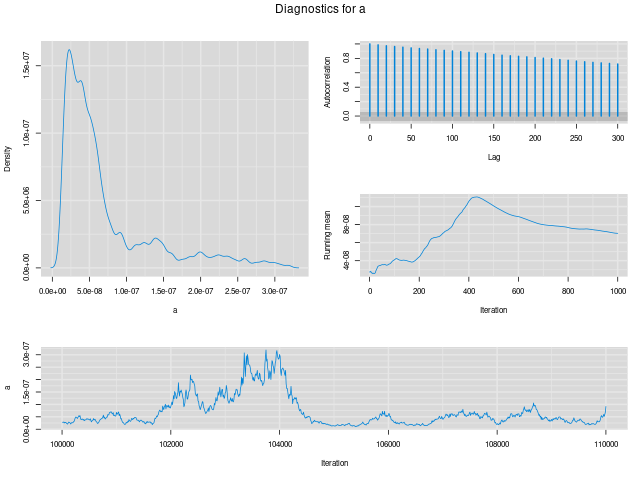 Diagnostics for a
Density
0.0e+00 5.0e+06 1.0e+07 1.5e+07
0.0e+00 5.0e-08 1.0e-07 1.5e-07 2.0e-07 2.5e-07 3.0e-07
a
Autocorrelation
0.0 0.4 0.8
0 50 100 150 200 250 300
Lag
Running mean
4e-08 8e-08
0 200 400 600 800 1000
Iteration
a
0.0e+00 1.5e-07 3.0e-07
100000 102000 104000 106000 108000 110000
Iteration